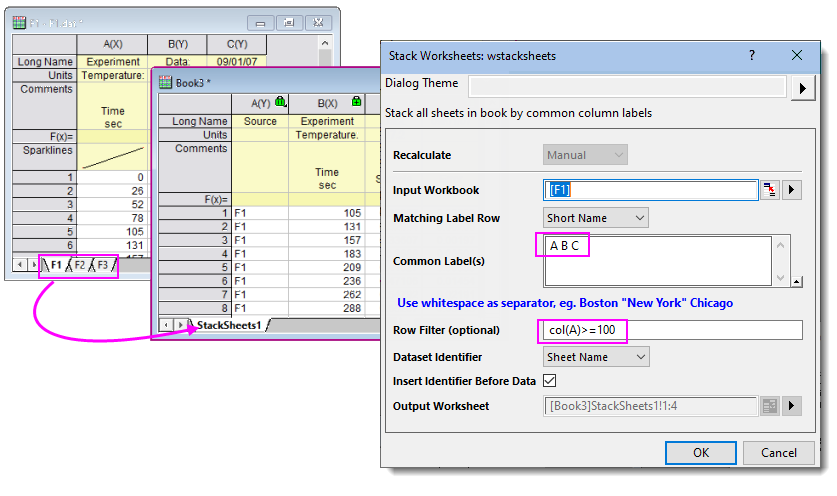 F1 - F1.dat *
A(X) B(Y) C(Y)
Long Name Experiment Data: 09/01/07
Units Temperature:
Comments
Time
sec
F(x)=
Sparklines
1 0
2 26
3 52
4 78
5 105
6 131
157
F1 F2 F3
Book3 *
A(Y) B(X)
Long Name Source Experiment
Units Temperature.
Comments
Time
sec
F(x)=
1 F1 105
2 F1 131
3 F1 157
4 F1 183
5 F1 209
6 F1 236
7 F1 262
8 F1 288
StackSheets1
Stack Worksheets: wstacksheets
Dialog Theme
Stack all sheets in book by common column labels
Recalculate Manual
Input Workbook [F1]
Matching Label Row Short Name
Common Label(s) A B C
Use whitespace as separator, eg. Boston "New York" Chicago
Row Filter (optional) col(A)>=100
Dataset Identifier Sheet Name
Insert Identifier Before Data
Output Worksheet [Book3]StackSheets1!1:4
OK Cancel